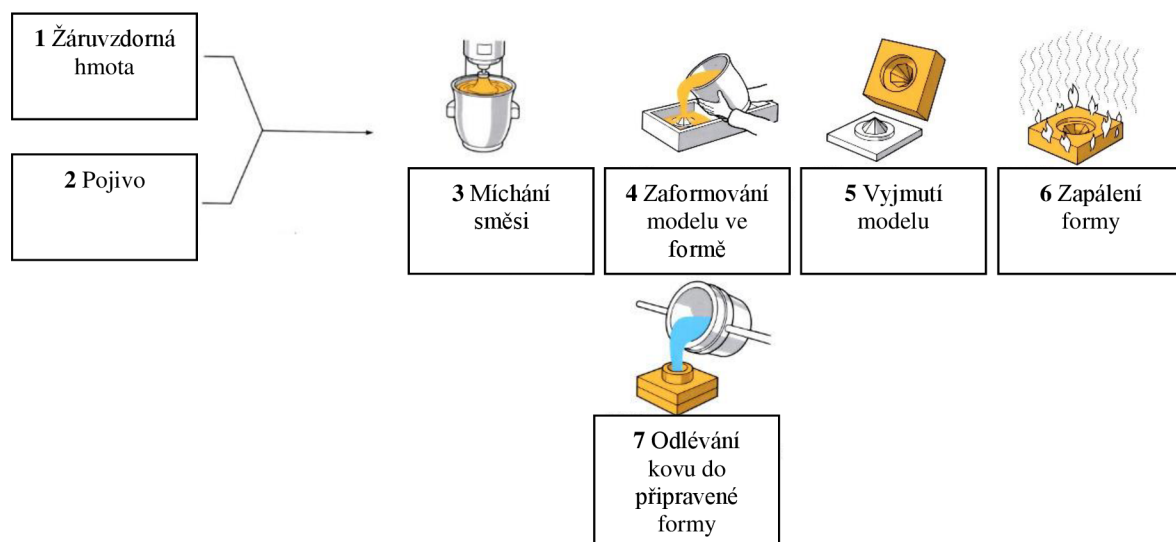 1 Žáruvzdorná
hmota
2 Pojivo
3 Míchání
směsi
4 Zaformování
modelu ve
formě
5 Vyjmutí
modelu
6 Zapálení
formy
7 Odlévání
kovu do
připravené
formy